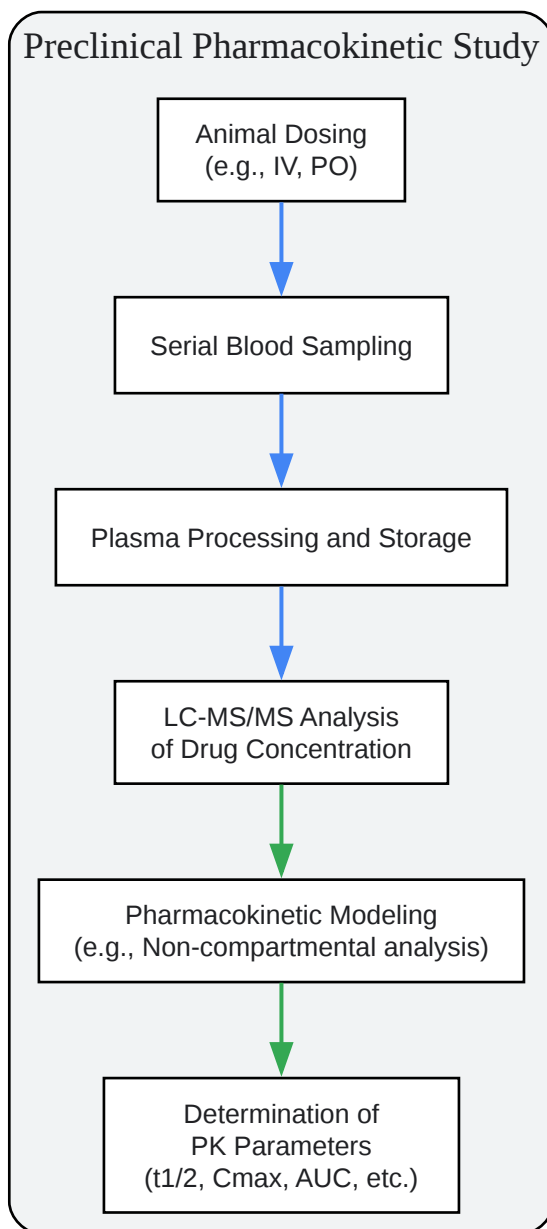 Preclinical Pharmacokinetic Study
Animal Dosing
(e.g., IV, PO)
Serial Blood Sampling
Plasma Processing and Storage
LC-MS/MS Analysis
of Drug Concentration
Pharmacokinetic Modeling
(e.g., Non-compartmental analysis)
Determination of
PK Parameters
(t1/2, Cmax, AUC, etc.)